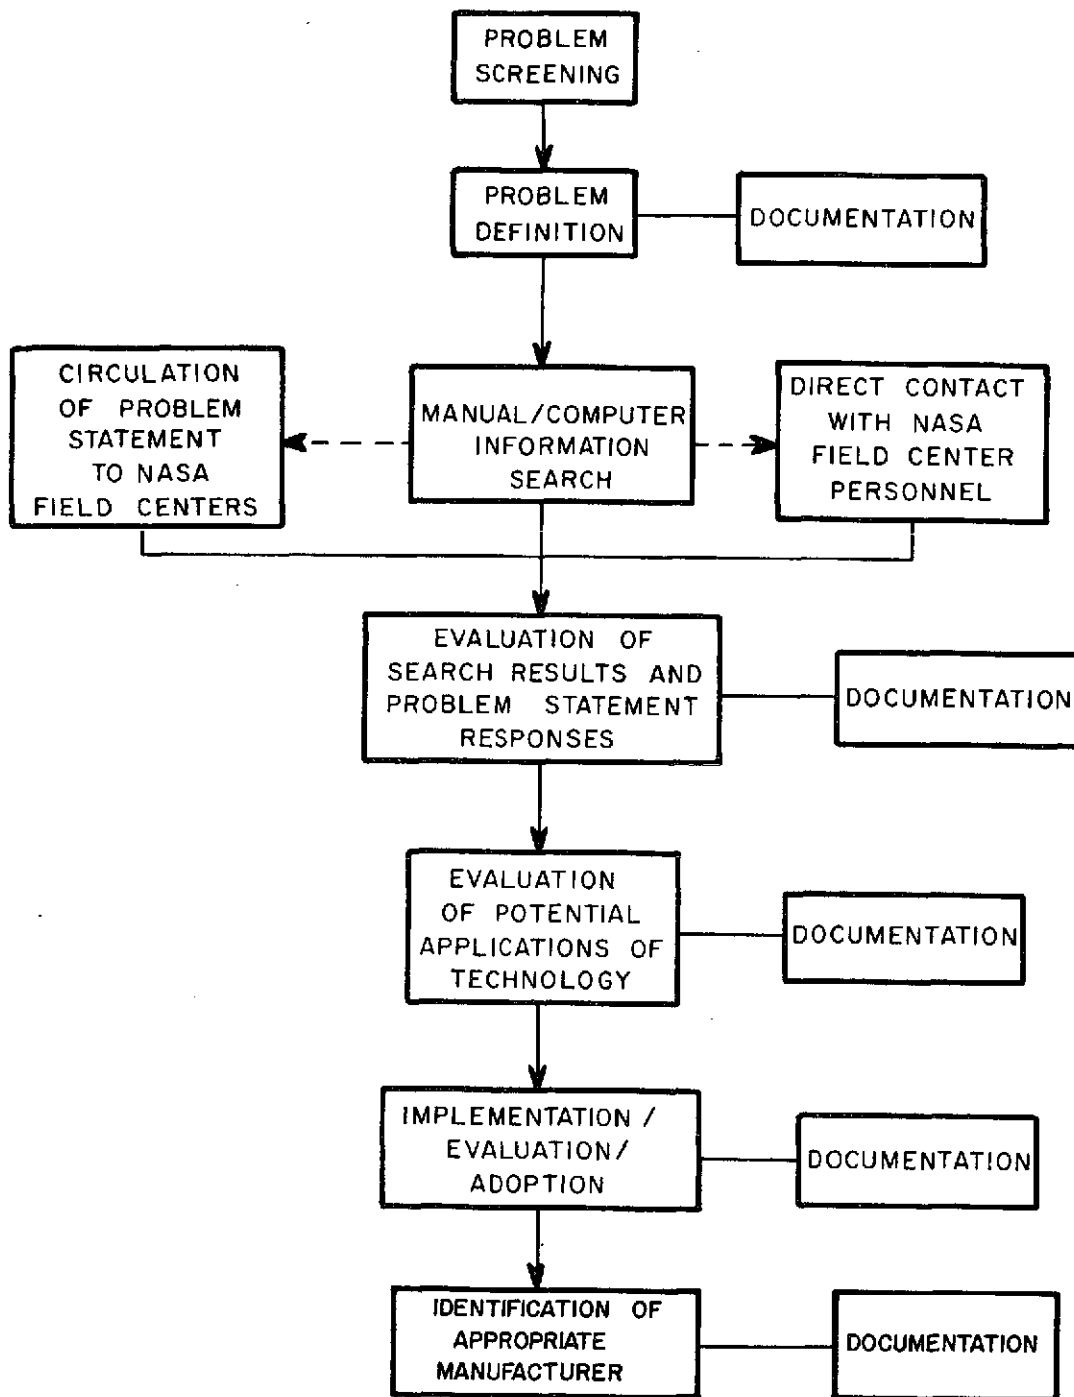 PROBLEM
SCREENING
PROBLEM
DEFINITION
DOCUMENTATION
CIRCULATION
OF PROBLEM
STATEMENT
TO NASA
FIELD CENTERS
MANUAL/COMPUTER
INFORMATION
SEARCH
DIRECT CONTACT
WITH NASA
FIELD CENTER
PERSONNEL
EVALUATION OF
SEARCH RESULTS AND
PROBLEM STATEMENT
RESPONSES
DOCUMENTATION
EVALUATION
OF POTENTIAL
APPLICATIONS OF
TECHNOLOGY
DOCUMENTATION
IMPLEMENTATION /
EVALUATION/
ADOPTION
DOCUMENTATION
IDENTIFICATION OF
APPROPRIATE
MANUFACTURER
DOCUMENTATION